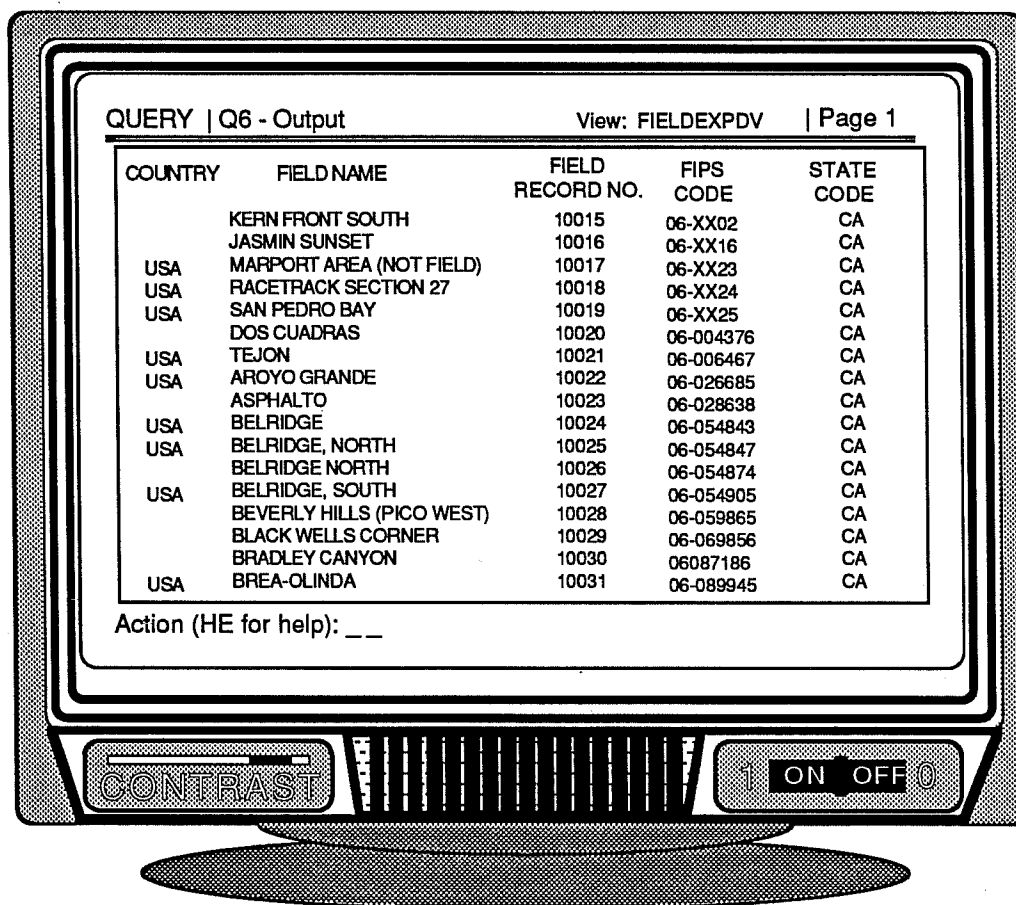 QUERY | Q6 - Output View: FIELDEXPDV | Page 1
COUNTRY FIELD NAME FIELD RECORD NO. FIPS CODE STATE CODE
KERN FRONT SOUTH 10015 06-XX02 CA
JASMIN SUNSET 10016 06-XX16 CA
USA MARPORT AREA (NOT FIELD) 10017 06-XX23 CA
USA RACETRACK SECTION 27 10018 06-XX24 CA
USA SAN PEDRO BAY 10019 06-XX25 CA
DOS CUADRAS 10020 06-004376 CA
USA TEJON 10021 06-006467 CA
USA AROYO GRANDE 10022 06-026685 CA
ASPHALTO 10023 06-028638 CA
USA BELRIDGE 10024 06-054843 CA
USA BELRIDGE, NORTH 10025 06-054847 CA
BELRIDGE NORTH 10026 06-054874 CA
USA BELRIDGE, SOUTH 10027 06-054905 CA
BEVERLY HILLS (PICO WEST) 10028 06-059865 CA
BLACK WELLS CORNER 10029 06-069856 CA
BRADLEY CANYON 10030 06087186 CA
USA BREA-OLINDA 10031 06-089945 CA
Action (HE for help): _ _
CONTRAST 1 ON OFF 0